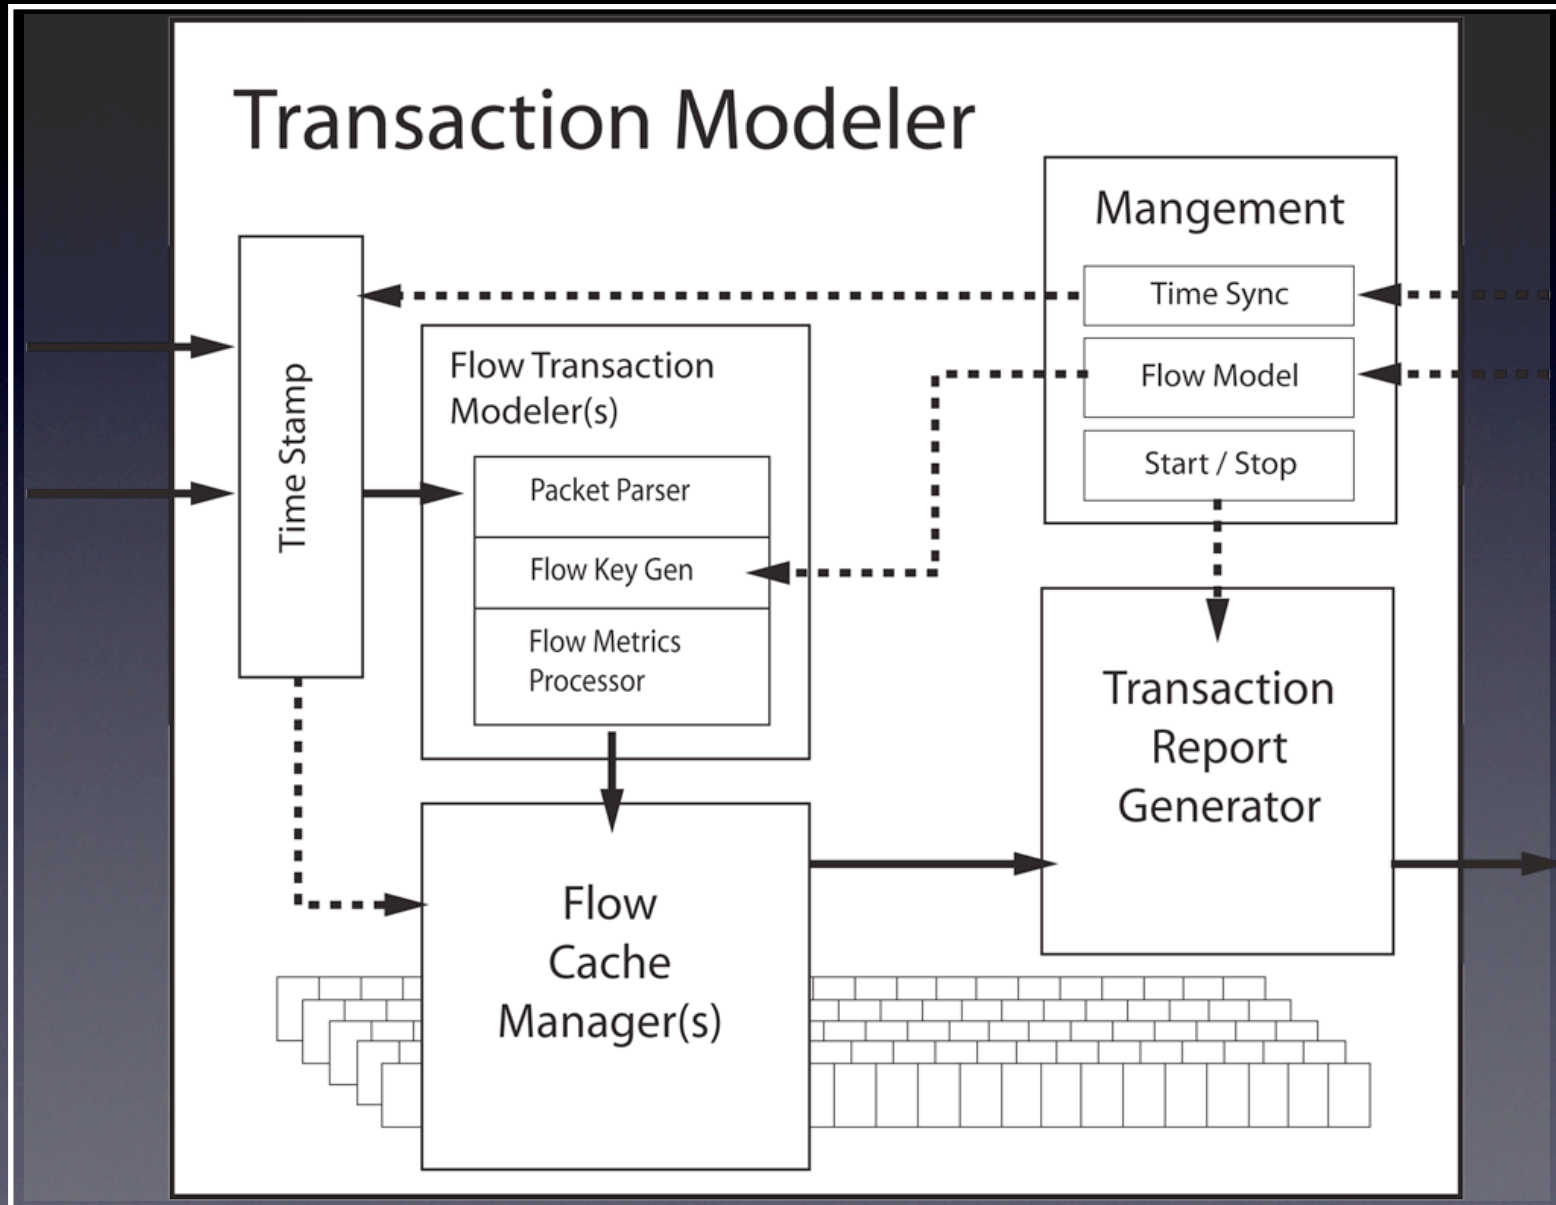 Transaction Modeler
Mangement
Time Sync
Flow Model
Start / Stop
Time Stamp
Flow Transaction
Modeler(s)
Packet Parser
Flow Key Gen
Flow Metrics
Processor
Transaction
Report
Generator
Flow
Cache
Manager(s)